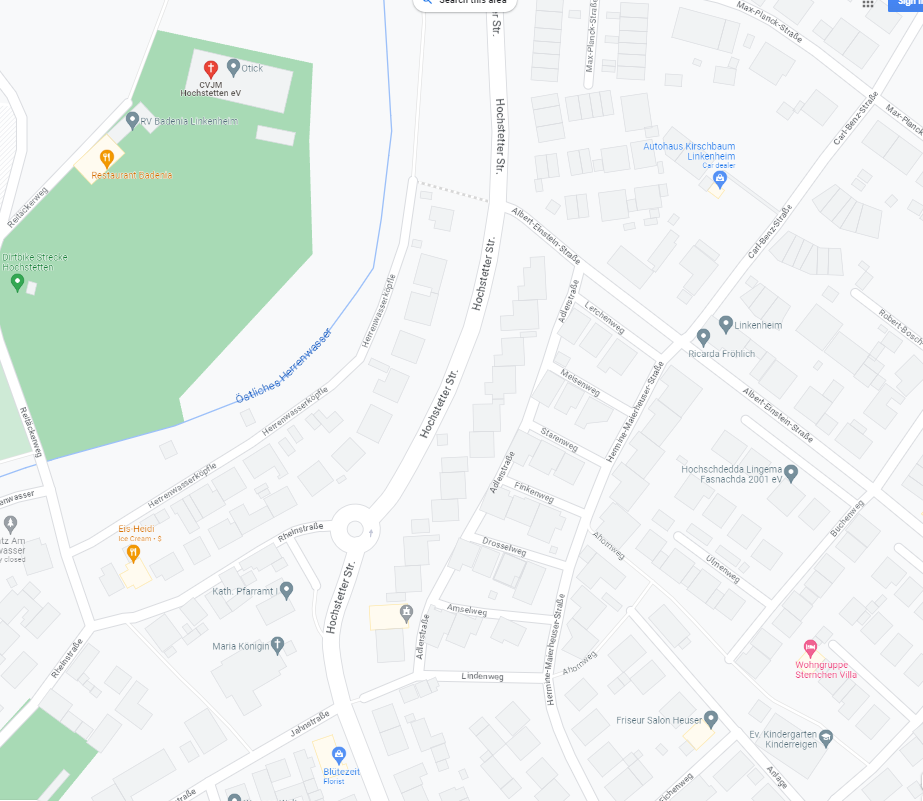 Search this area
Sign i
Hochstetter Str.
Max-Planck-Straße
Max-Planck-Straße
Otick
CVJM
Hochstetten eV
RV Badenia Linkenheim
Restaurant Badenia
Reitäckerweg
Dirtbike Strecke
Hochstetten
Carl-Benz-Straße
Autohaus Kirschbaum
Linkenheim
Car dealer
Carl-Benz-Straße
Albert-Einstein-Straße
Hochstetter Str.
Herrenwasserköpfle
Adlerstraße
Lerchenweg
Linkenheim
Ricarda Fröhlich
Östliches Herrenwasser
Hochstetter Str.
Meisenweg
Hermine-Maierheuser-Straße
Albert-Einstein-Straße
Herrenwasserköpfle
Reitäckerweg
Starenweg
Adlerstraße
Finkenweg
Hochschdedda Lingema
Fasnachda 2001 eV
Herrenwasserköpfle
Buchenweg
Eis-Heidi
Ice Cream • $
Rheinstraße
Drosselweg
Ahornweg
Ulmenweg
Kath. Pfarramt |
Hochstetter Str.
Amselweg
Adlerstraße
Hermine-Maierheuser-Straße
Maria Königin
Rheinstraße
Lindenweg
Ahornweg
Wohngruppe
Sternchen Villa
Jahnstraße
Friseur Salon Heuser
Ev. Kindergarten
Kinderreigen
Blütezeit
Florist
Anlage